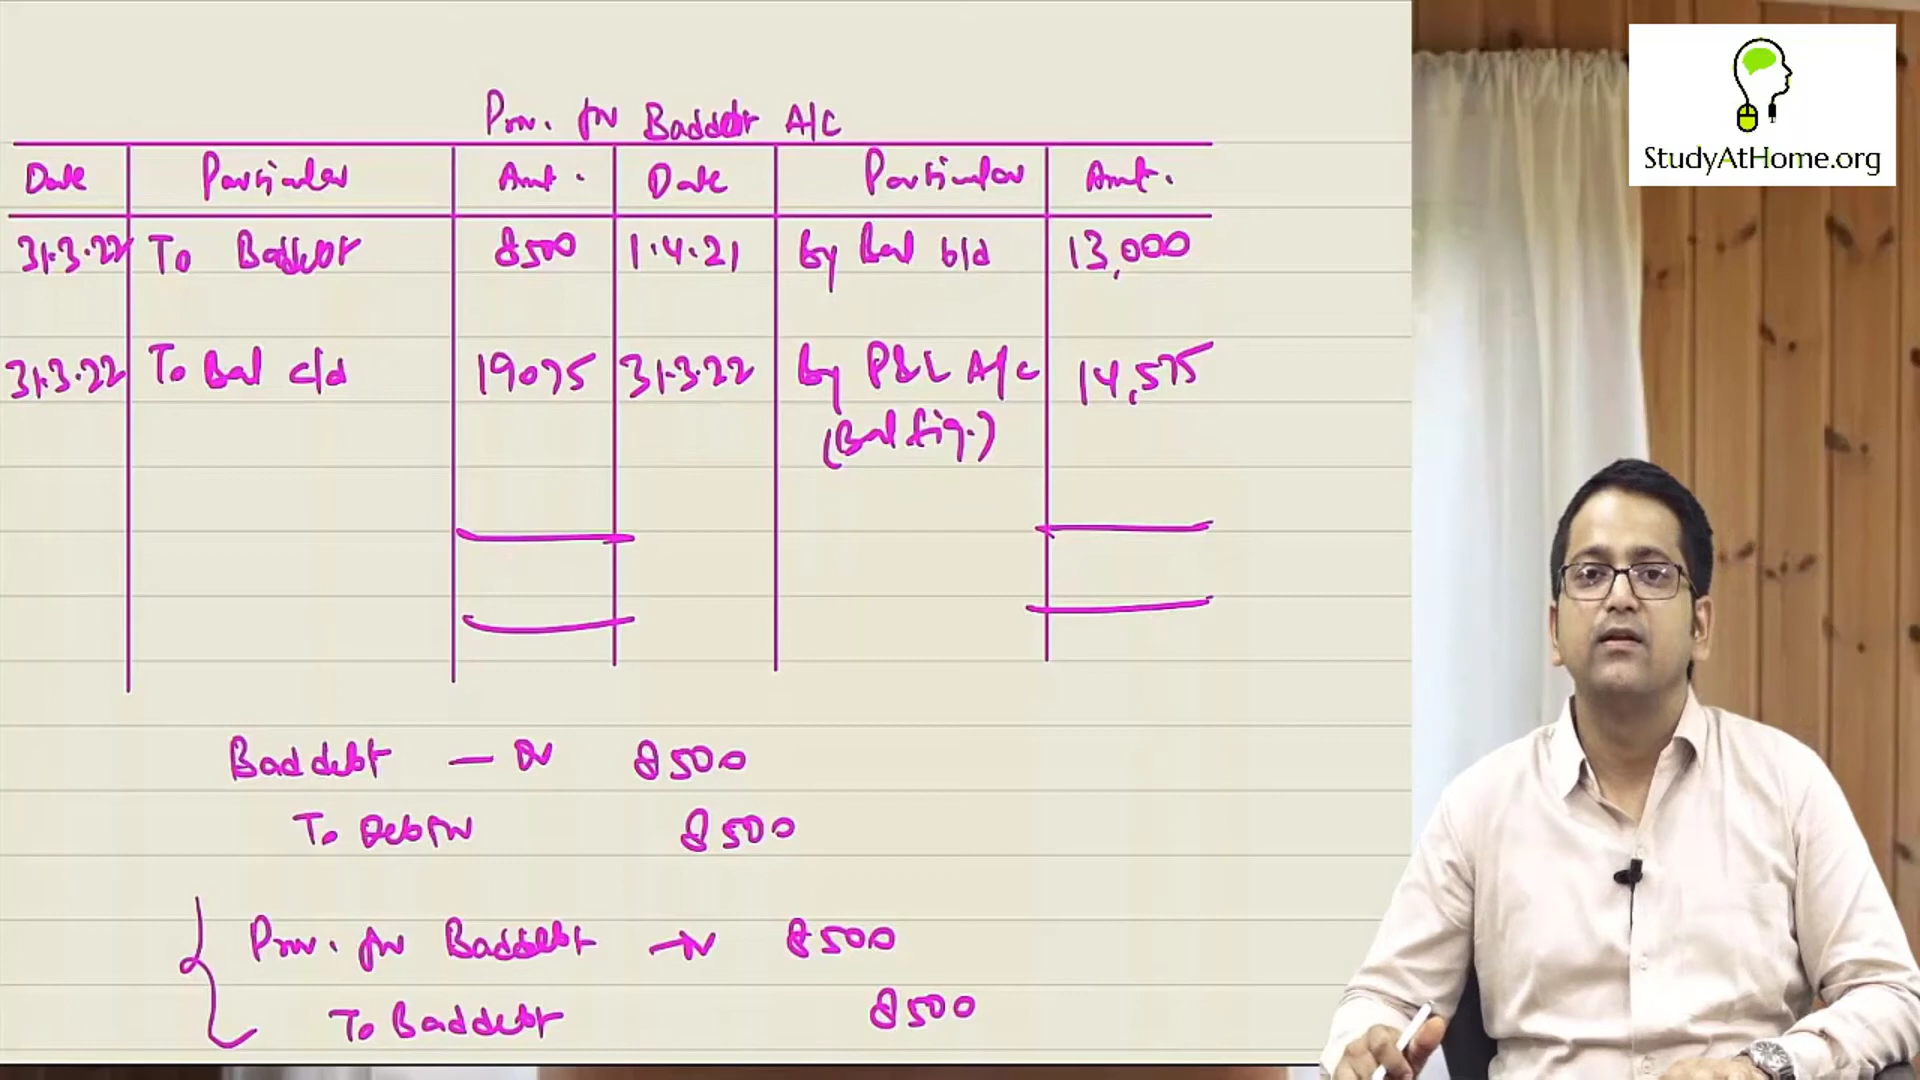 Prov. for Baddebt A/C
Date Particular Amt. Date Particular Amt.
31.3.22 To Baddebt 8500 1.4.21 By Bal b/d 13,000
31.3.22 To Bal c/d 19075 31.3.22 By P&L A/c 14,575
(Bal fig.)
Baddebt — Dr 8500
To Debtor 8500
Prov. for Baddebt — Dr 8500
To Baddebt 8500
StudyAtHome.org